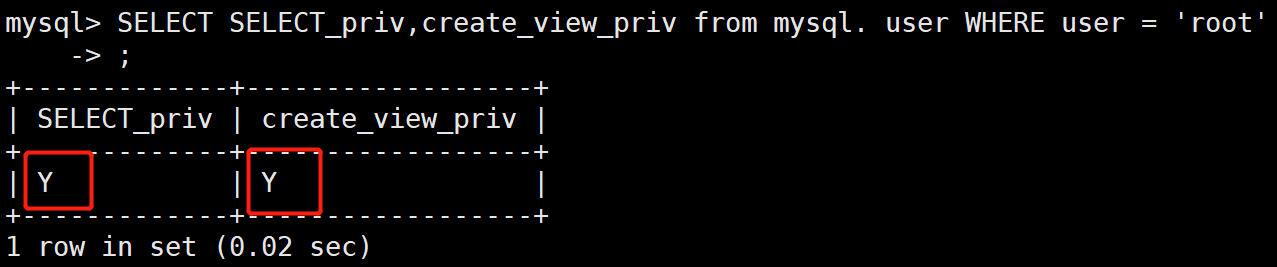 mysql> SELECT SELECT_priv,create_view_priv from mysql. user WHERE user = 'root'
    -> ;
+-------------+------------------+
| SELECT_priv | create_view_priv |
+-------------+------------------+
| Y           | Y                |
+-------------+------------------+
1 row in set (0.02 sec)